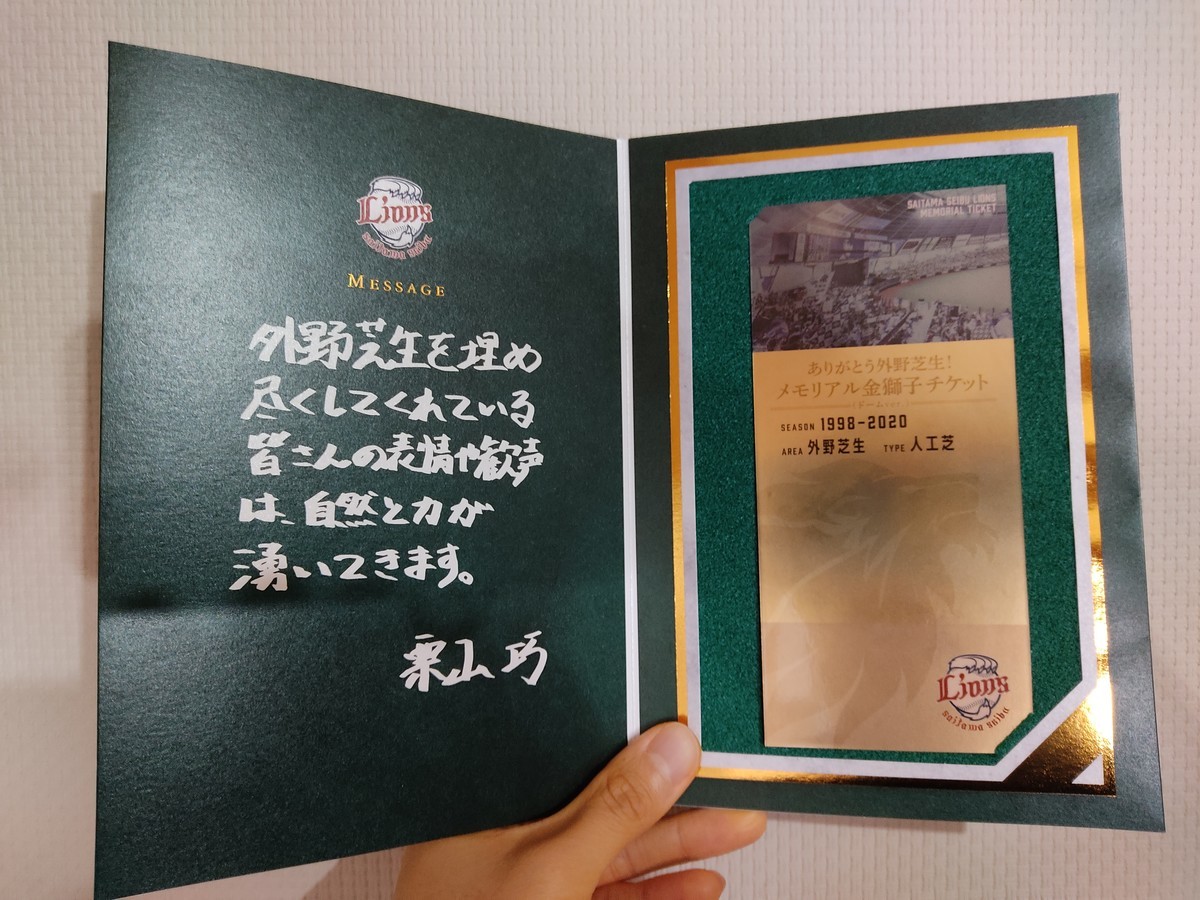 Lions
saitama seibu
MESSAGE
外野芝生を埋め
尽くしてくれている
皆さんの表情や歓声
は、自然と力が
湧いてきます。
栗山 巧
SAITAMA SEIBU LIONS
MEMORIAL TICKET
ありがとう外野芝生!
メモリアル金獅子チケット
SEASON 1998-2020
AREA 外野芝生 TYPE 人工芝
Lions
saitama seibu